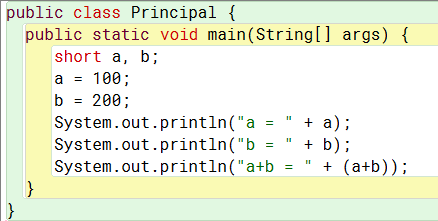 public class Principal {
public static void main(String[] args) {
short a, b;
a = 100;
b = 200;
System.out.println("a = " + a);
System.out.println("b = " + b);
System.out.println("a+b = " + (a+b));
}
}